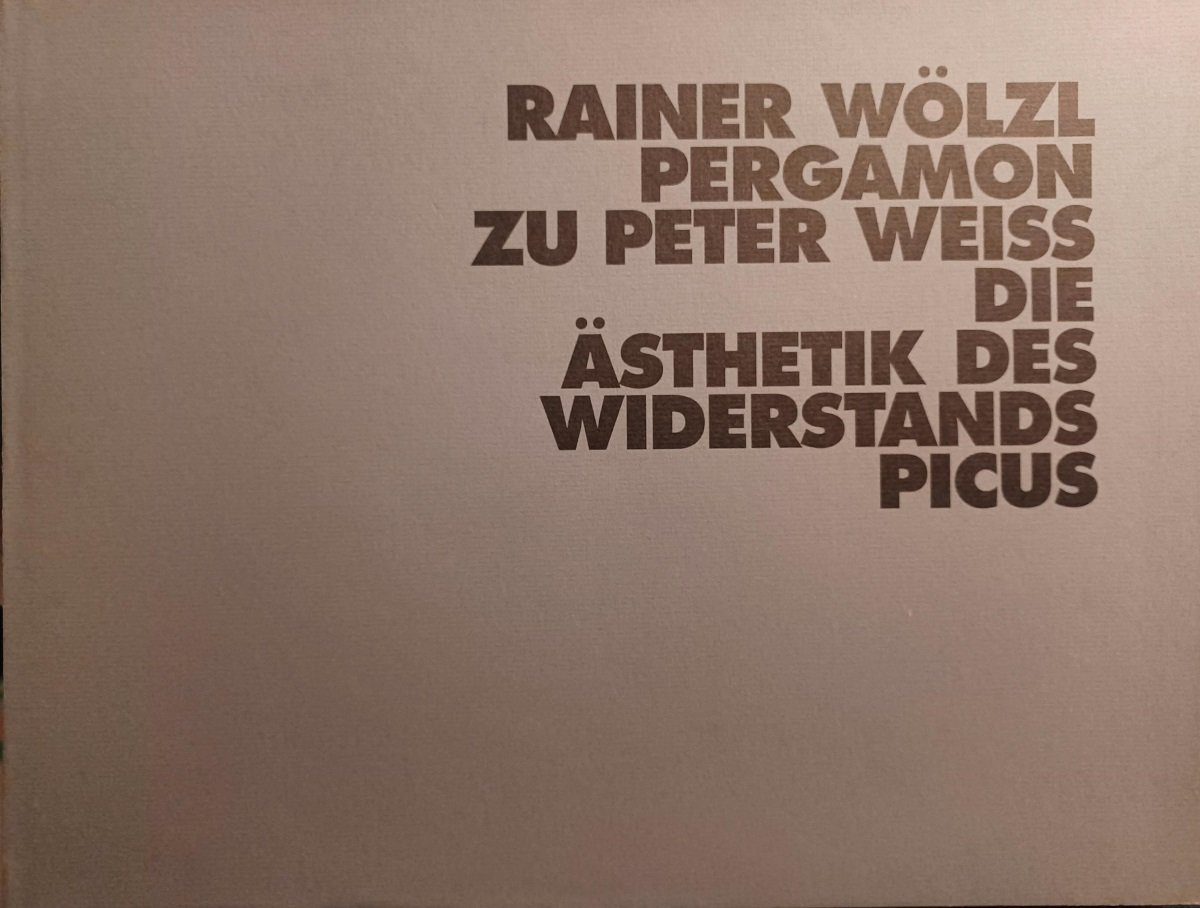 RAINER WÖLZL
PERGAMON
ZU PETER WEISS
DIE
ÄSTHETIK DES
WIDERSTANDS
PICUS